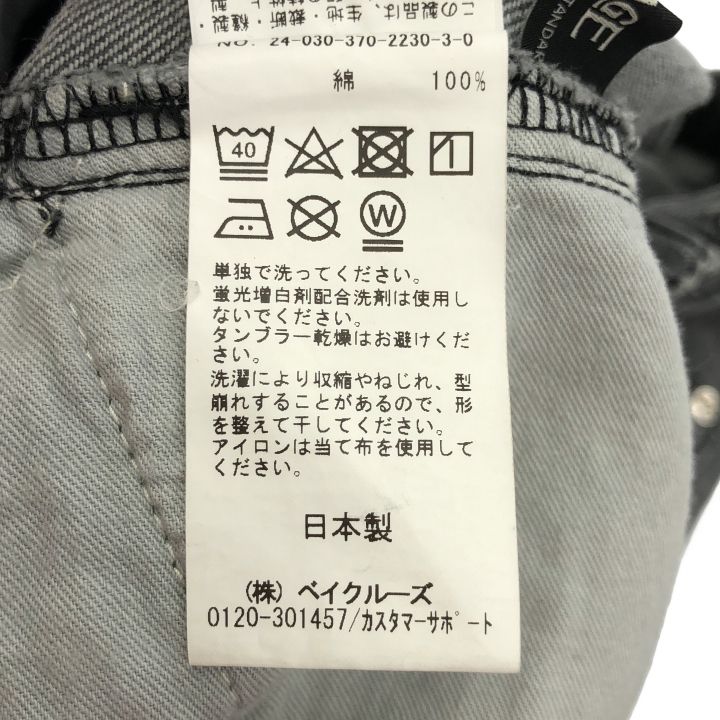 この製品は、生地・裁断・縫製・
NO. 24-030-370-2230-3-0
綿 100%
40
W
単独で洗ってください。
蛍光増白剤配合洗剤は使用し
ないでください。
タンブラー乾燥はお避けくだ
さい。
洗濯により収縮やねじれ、型
崩れすることがあるので、形
を整えて干してください。
アイロンは当て布を使用して
ください。
日本製
(株) ベイクルーズ
0120-301457/カスタマーサポート
GE
STANDAR